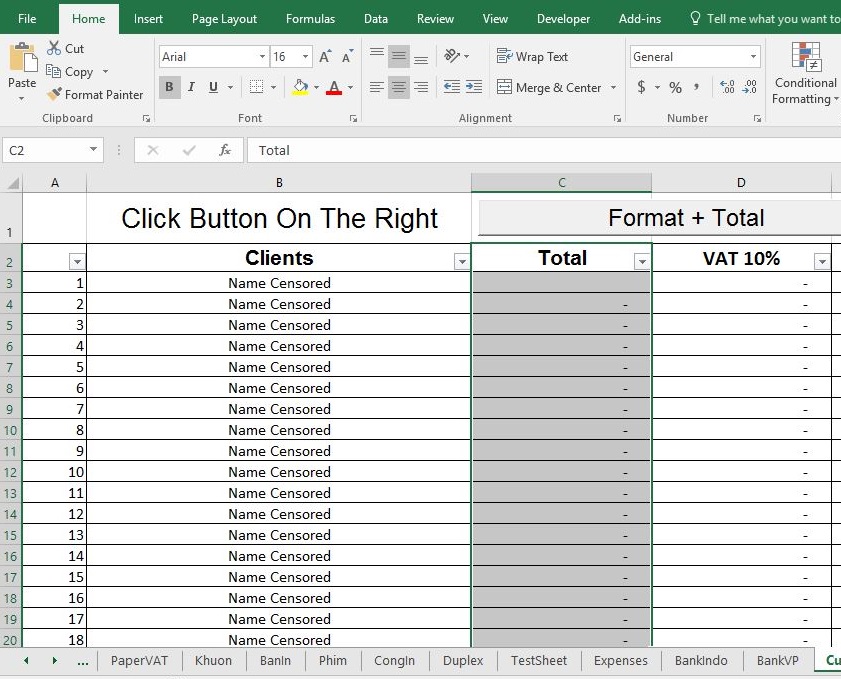 File Home Insert Page Layout Formulas Data Review View Developer Add-ins Tell me what you want to
Cut
Copy
Format Painter
Paste
Clipboard
Arial 16
B I U
Font
Wrap Text
Merge & Center
Alignment
General
$ % ,
Number
Conditional
Formatting
C2 fx Total
A B C D
1 Click Button On The Right Format + Total
2 Clients Total VAT 10%
3 1 Name Censored -
4 2 Name Censored - -
5 3 Name Censored - -
6 4 Name Censored - -
7 5 Name Censored - -
8 6 Name Censored - -
9 7 Name Censored - -
10 8 Name Censored - -
11 9 Name Censored - -
12 10 Name Censored - -
13 11 Name Censored - -
14 12 Name Censored - -
15 13 Name Censored - -
16 14 Name Censored - -
17 15 Name Censored - -
18 16 Name Censored - -
19 17 Name Censored - -
20 18 Name Censored - -
... PaperVAT Khuon BanIn Phim CongIn Duplex TestSheet Expenses BankIndo BankVP Cu